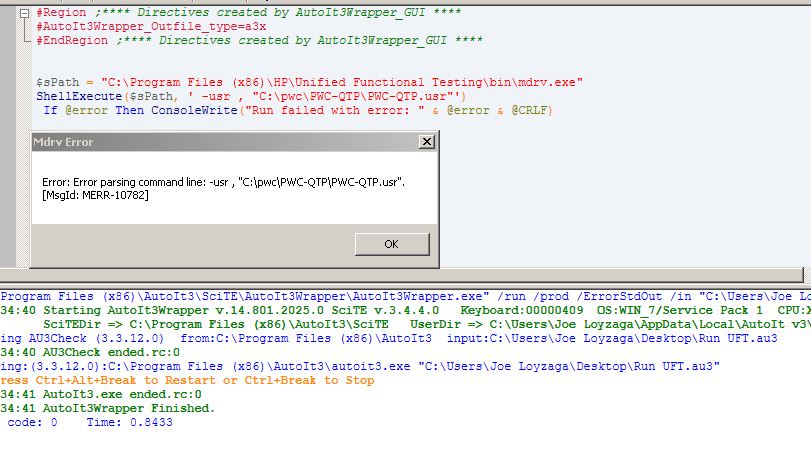 #Region ;**** Directives created by AutoIt3Wrapper_GUI ****
#AutoIt3Wrapper_Outfile_type=a3x
#EndRegion ;**** Directives created by AutoIt3Wrapper_GUI ****
$sPath = "C:\Program Files (x86)\HP\Unified Functional Testing\bin\mdrv.exe"
ShellExecute($sPath, ' -usr , "C:\pwc\PWC-QTP\PWC-QTP.usr"')
If @error Then ConsoleWrite("Run failed with error: " & @error & @CRLF)
Mdrv Error
Error: Error parsing command line: -usr , "C:\pwc\PWC-QTP\PWC-QTP.usr".
[MsgId: MERR-10782]
OK
Program Files (x86)\AutoIt3\SciTE\AutoIt3Wrapper\AutoIt3Wrapper.exe" /run /prod /ErrorStdOut /in "C:\Users\Joe Lo
34:40 Starting AutoIt3Wrapper v.14.801.2025.0 SciTE v.3.4.4.0 Keyboard:00000409 OS:WIN_7/Service Pack 1 CPU:X
SciTEDir => C:\Program Files (x86)\AutoIt3\SciTE UserDir => C:\Users\Joe Loyzaga\AppData\Local\AutoIt v3\
ing AU3Check (3.3.12.0) from:C:\Program Files (x86)\AutoIt3 input:C:\Users\Joe Loyzaga\Desktop\Run UFT.au3
34:40 AU3Check ended.rc:0
ing:(3.3.12.0):C:\Program Files (x86)\AutoIt3\autoit3.exe "C:\Users\Joe Loyzaga\Desktop\Run UFT.au3"
ress Ctrl+Alt+Break to Restart or Ctrl+Break to Stop
34:41 AutoIt3.exe ended.rc:0
34:41 AutoIt3Wrapper Finished.
code: 0 Time: 0.8433